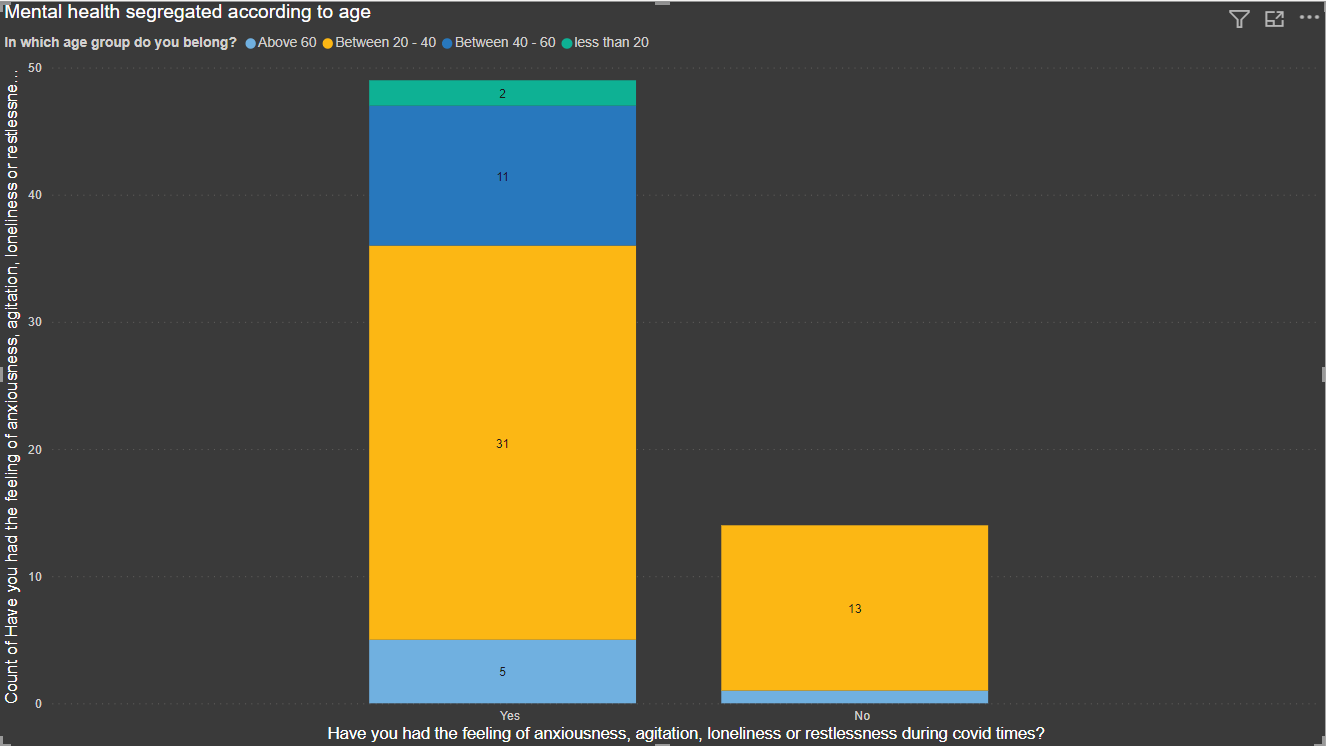 Mental health segregated according to age
In which age group do you belong? Above 60 Between 20 - 40 Between 40 - 60 less than 20
Count of Have you had the feeling of anxiousness, agitation, loneliness or restlessne...
50
40
30
20
10
0
2
11
31
5
13
Yes
No
Have you had the feeling of anxiousness, agitation, loneliness or restlessness during covid times?